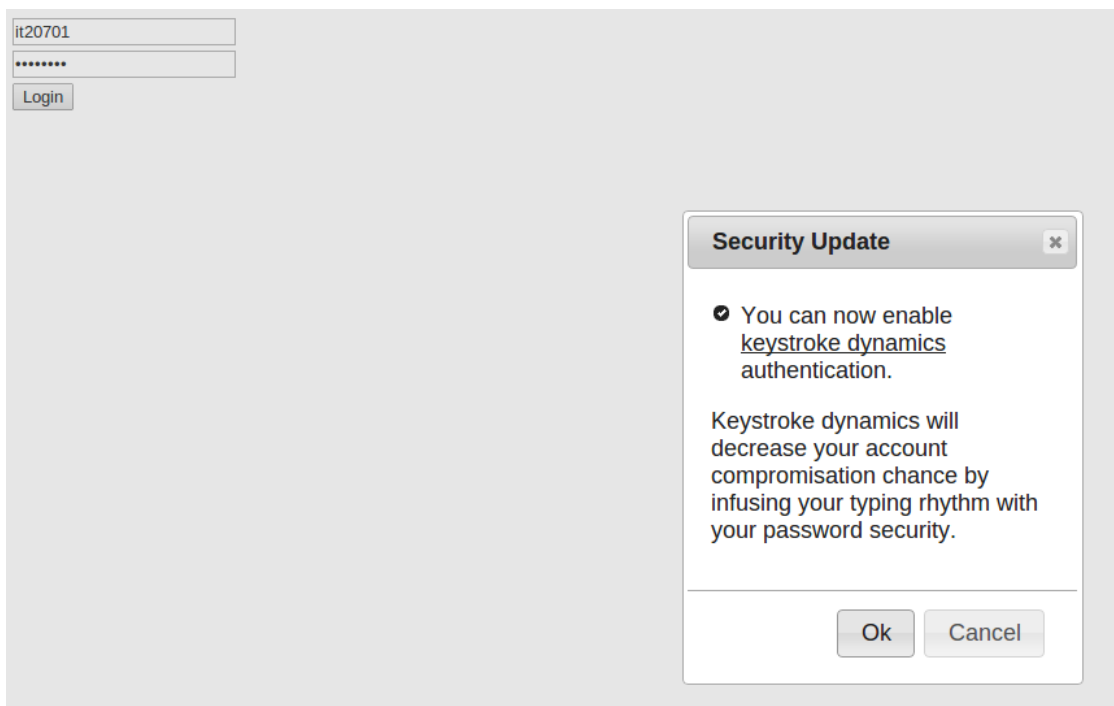 it20701
••••••••
Login
Security Update
You can now enable
keystroke dynamics
authentication.
Keystroke dynamics will
decrease your account
compromisation chance by
infusing your typing rhythm with
your password security.
Ok
Cancel